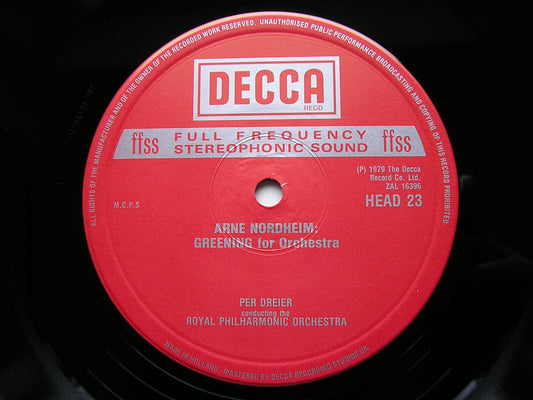 ALL RIGHTS OF THE MANUFACTURER AND OF THE OWNER OF THE RECORDED WORK RESERVED. UNAUTHORISED PUBLIC PERFORMANCE BROADCASTING AND COPYING OF THIS RECORD PROHIBITED
DECCA
REGD.
ffss FULL FREQUENCY STEREOPHONIC SOUND ffss
(P) 1979 The Decca
Record Co. Ltd.
ZAL 16396
M.C.P.S
HEAD 23
ARNE NORDHEIM:
GREENING for Orchestra
PER DREIER
conducting the
ROYAL PHILHARMONIC ORCHESTRA
MADE IN HOLLAND. MASTERED BY DECCA RECORDING STUDIOS UK